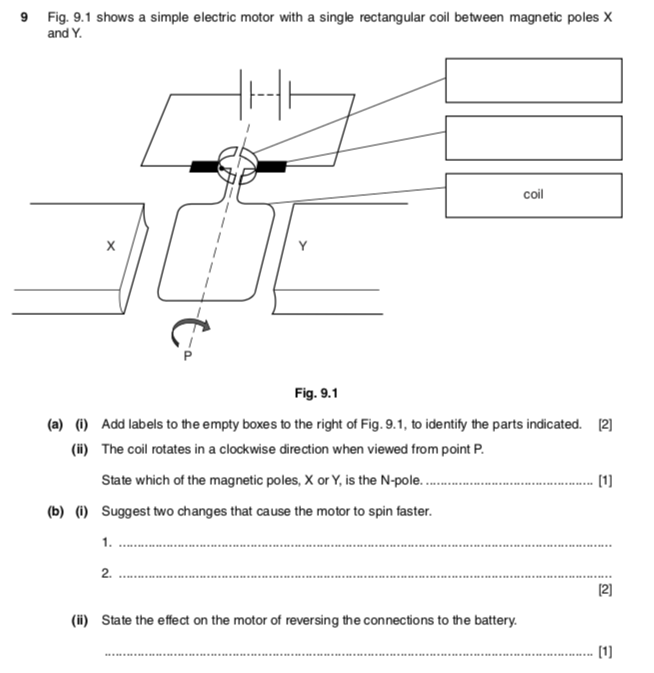 9 Fig. 9.1 shows a simple electric motor with a single rectangular coil between magnetic poles X
and Y.
coil
X
Y
P
Fig. 9.1
(a) (i) Add labels to the empty boxes to the right of Fig. 9.1, to identify the parts indicated. [2]
(ii) The coil rotates in a clockwise direction when viewed from point P.
State which of the magnetic poles, X or Y, is the N-pole. ............................................. [1]
(b) (i) Suggest two changes that cause the motor to spin faster.
1. ....................................................................................................................................
2. ....................................................................................................................................
[2]
(ii) State the effect on the motor of reversing the connections to the battery.
.................................................................................................................................... [1]